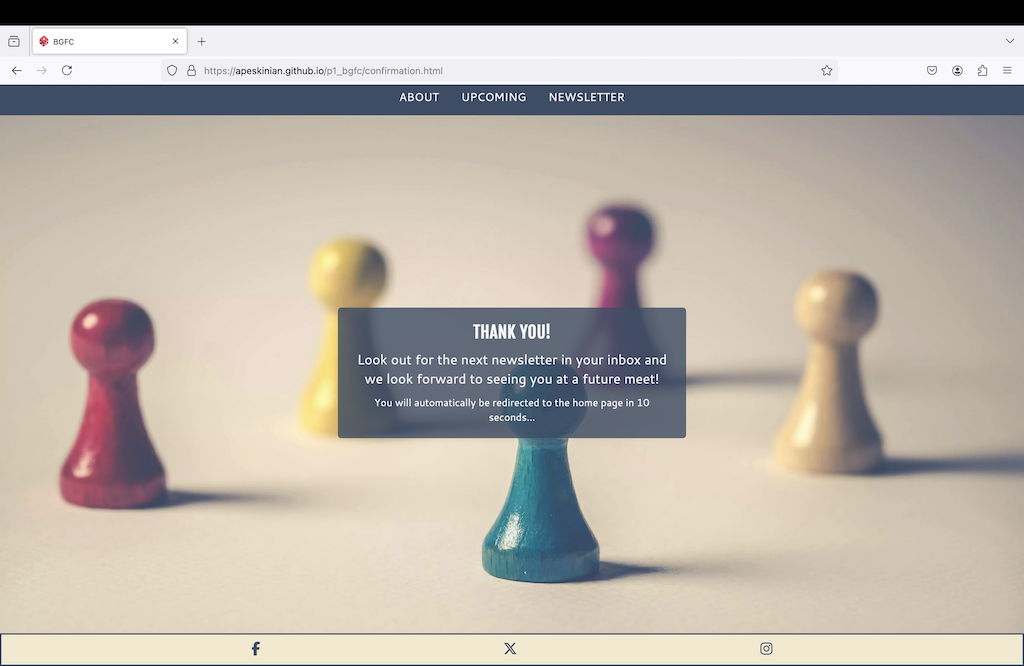 BGFC
https://apeskinian.github.io/p1_bgfc/confirmation.html
ABOUT UPCOMING NEWSLETTER
THANK YOU!
Look out for the next newsletter in your inbox and
we look forward to seeing you at a future meet!
You will automatically be redirected to the home page in 10
seconds...